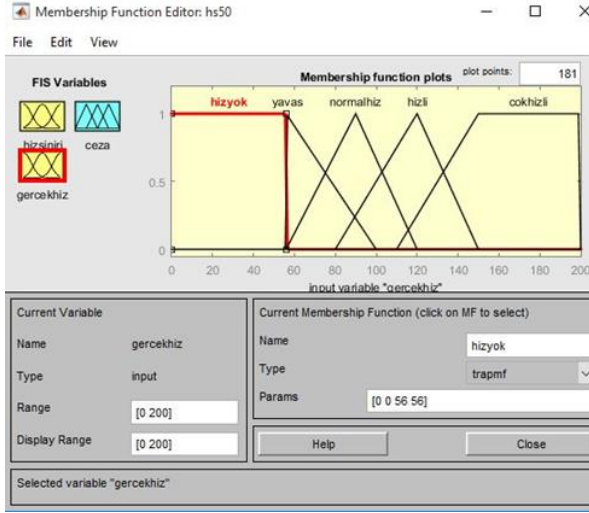 Membership Function Editor: hs50
File Edit View
FIS Variables
hizsiniri ceza
gercekhiz
Membership function plots plot points: 181
hizyok yavas normalhiz hizli cokhizli
1
0.5
0
0 20 40 60 80 100 120 140 160 180 200
input variable "gercekhiz"
Current Variable
Name gercekhiz
Type input
Range [0 200]
Display Range [0 200]
Current Membership Function (click on MF to select)
Name hizyok
Type trapmf
Params [0 0 56 56]
Help Close
Selected variable "gercekhiz"